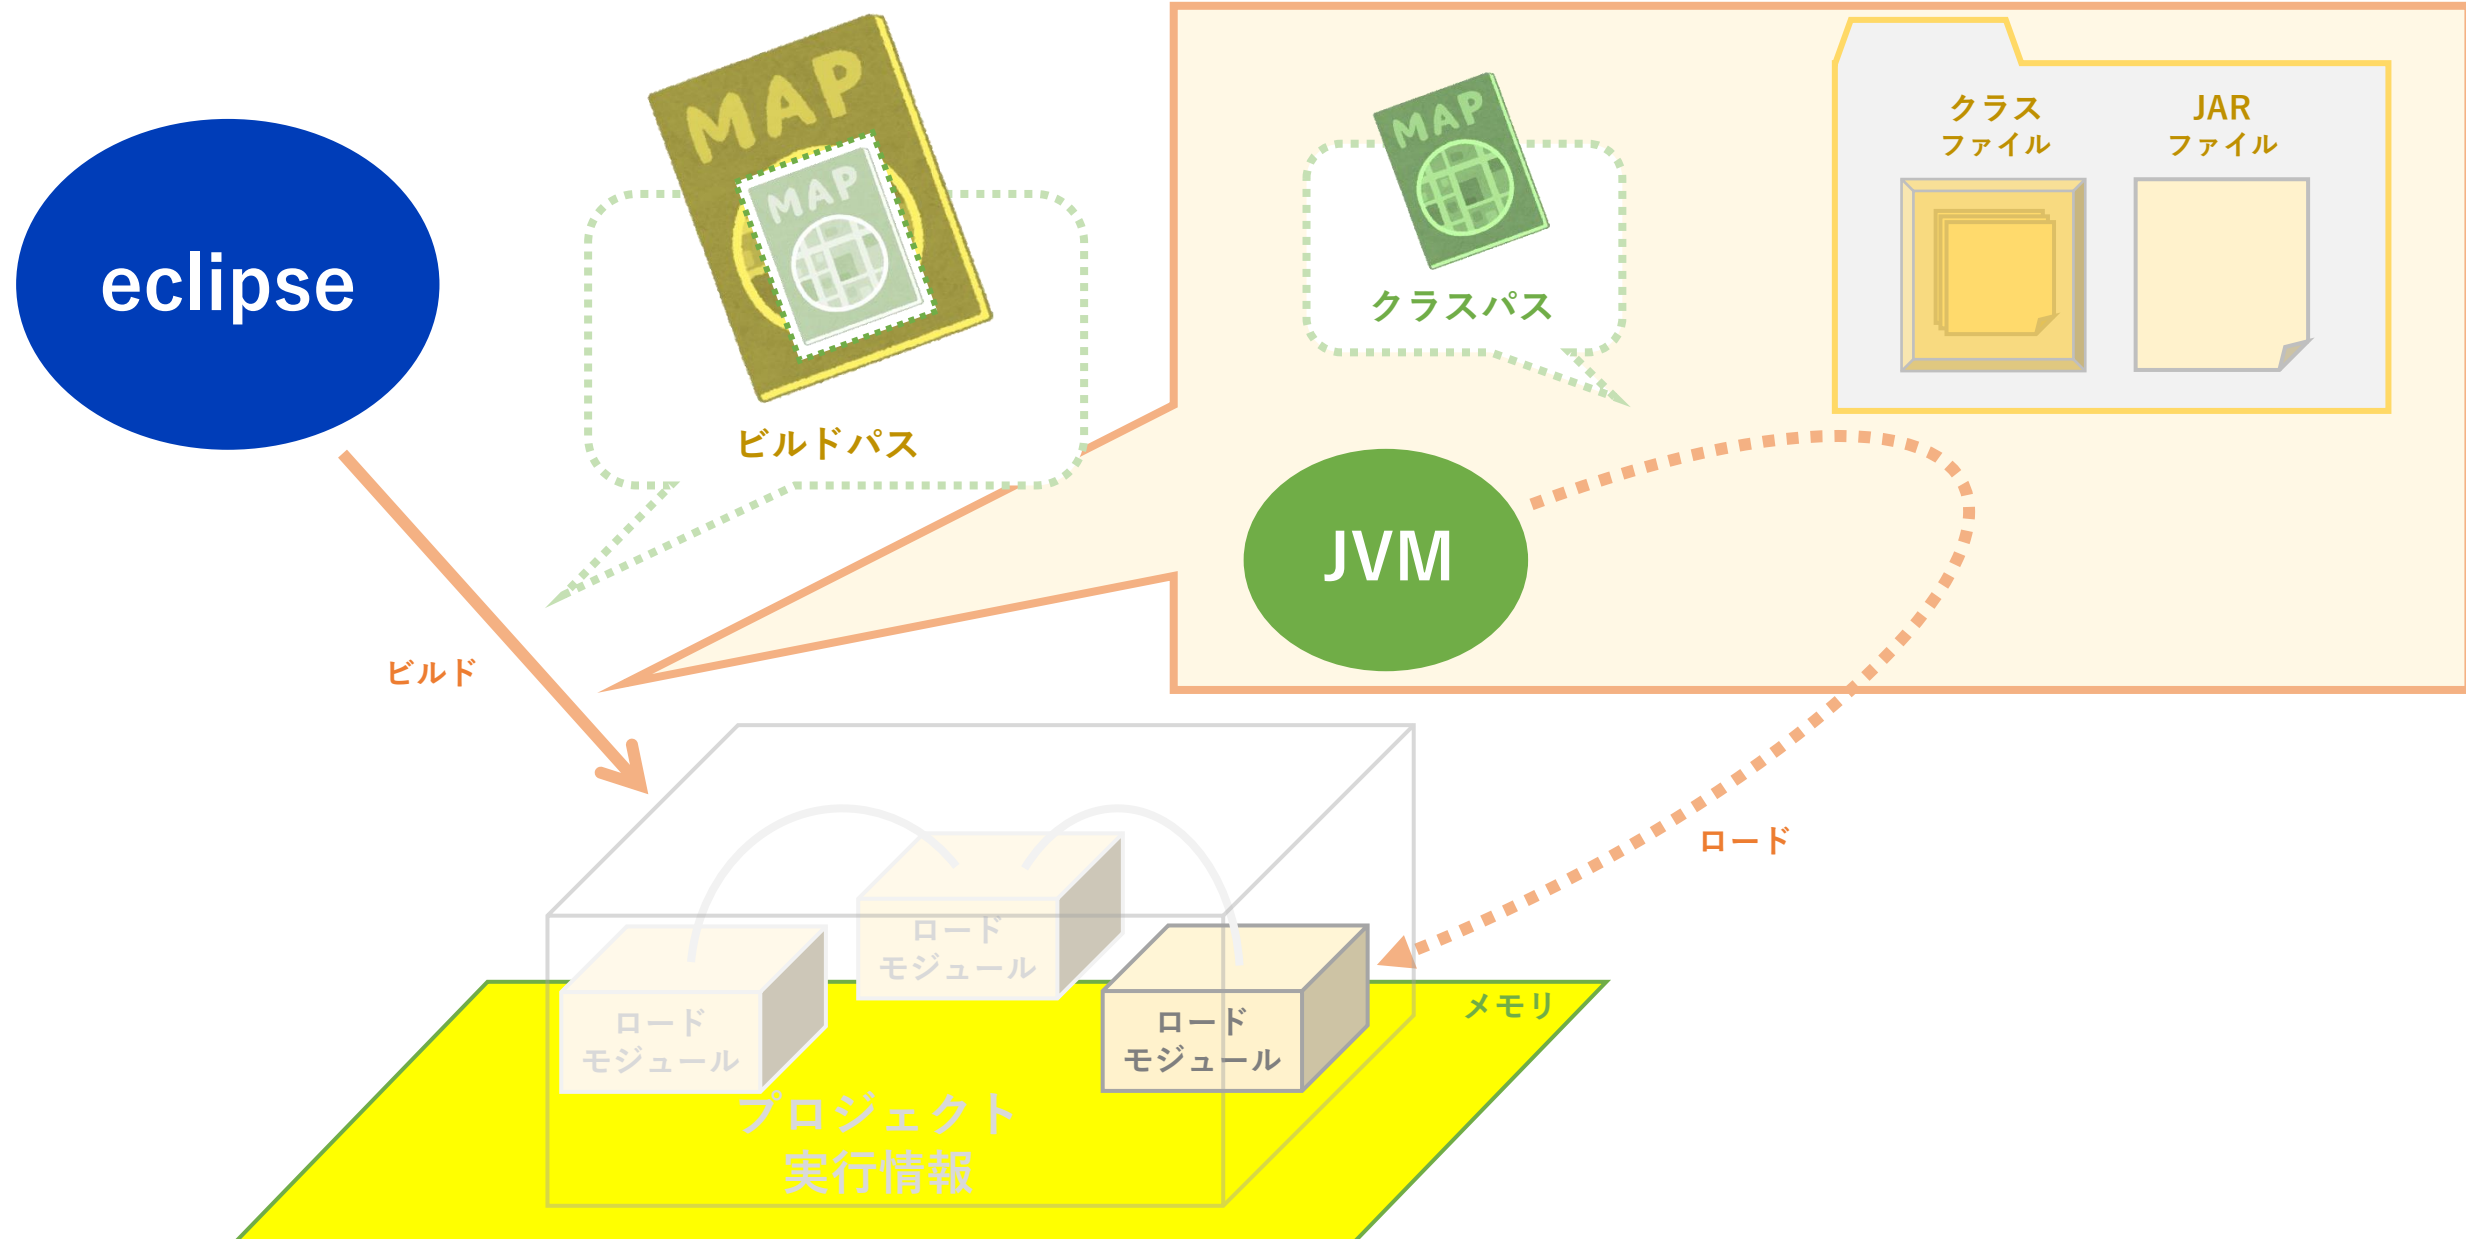 MAP
MAP
ビルドパス
eclipse
ビルド
MAP
クラスパス
クラス
ファイル
JAR
ファイル
JVM
ロード
ロード
モジュール
ロード
モジュール
ロード
モジュール
メモリ
プロジェクト
実行情報